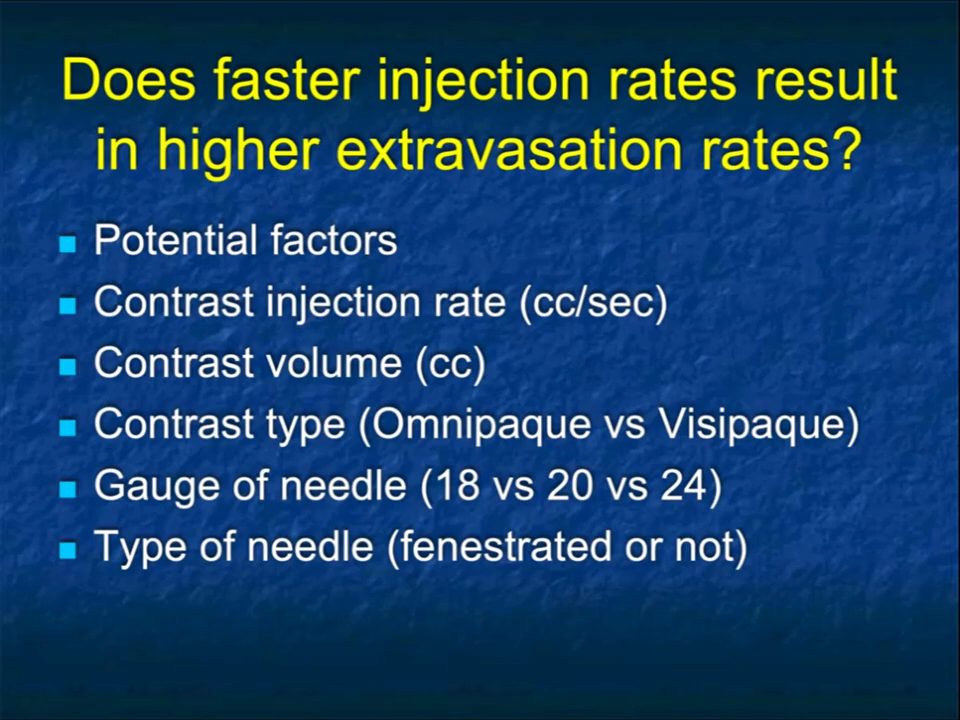 Does faster injection rates result
in higher extravasation rates?
Potential factors
Contrast injection rate (cc/sec)
Contrast volume (cc)
Contrast type (Omnipaque vs Visipaque)
Gauge of needle (18 vs 20 vs 24)
Type of needle (fenestrated or not)